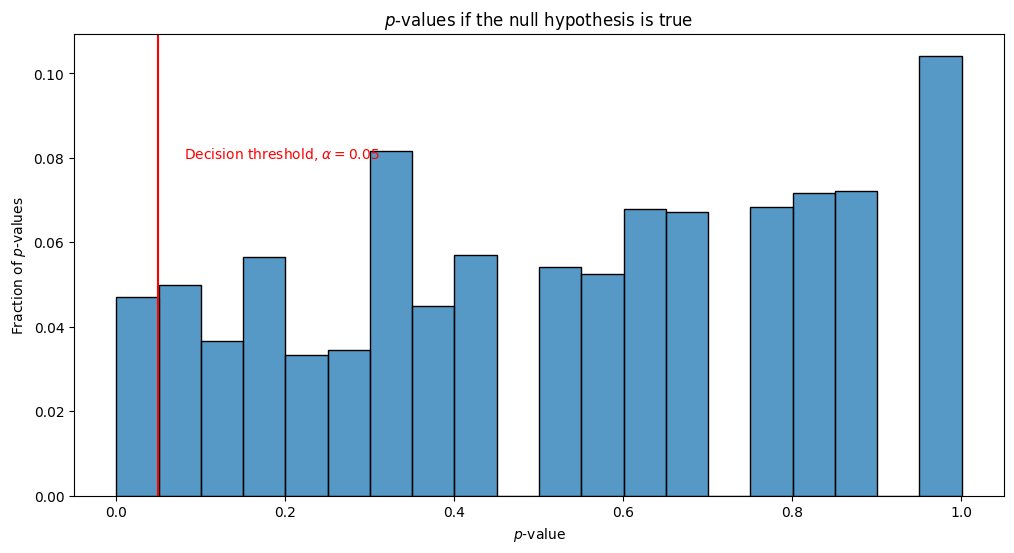 p-values if the null hypothesis is true
0.10
0.08
0.06
0.04
0.02
0.00
Fraction of p-values
Decision threshold, α = 0.05
0.0 0.2 0.4 0.6 0.8 1.0
p-value